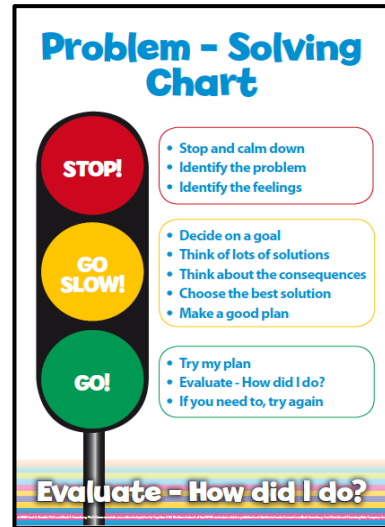 Problem - Solving
Chart
STOP!
• Stop and calm down
• Identify the problem
• Identify the feelings
GO
SLOW!
• Decide on a goal
• Think of lots of solutions
• Think about the consequences
• Choose the best solution
• Make a good plan
GO!
• Try my plan
• Evaluate - How did I do?
• If you need to, try again
Evaluate - How did I do?